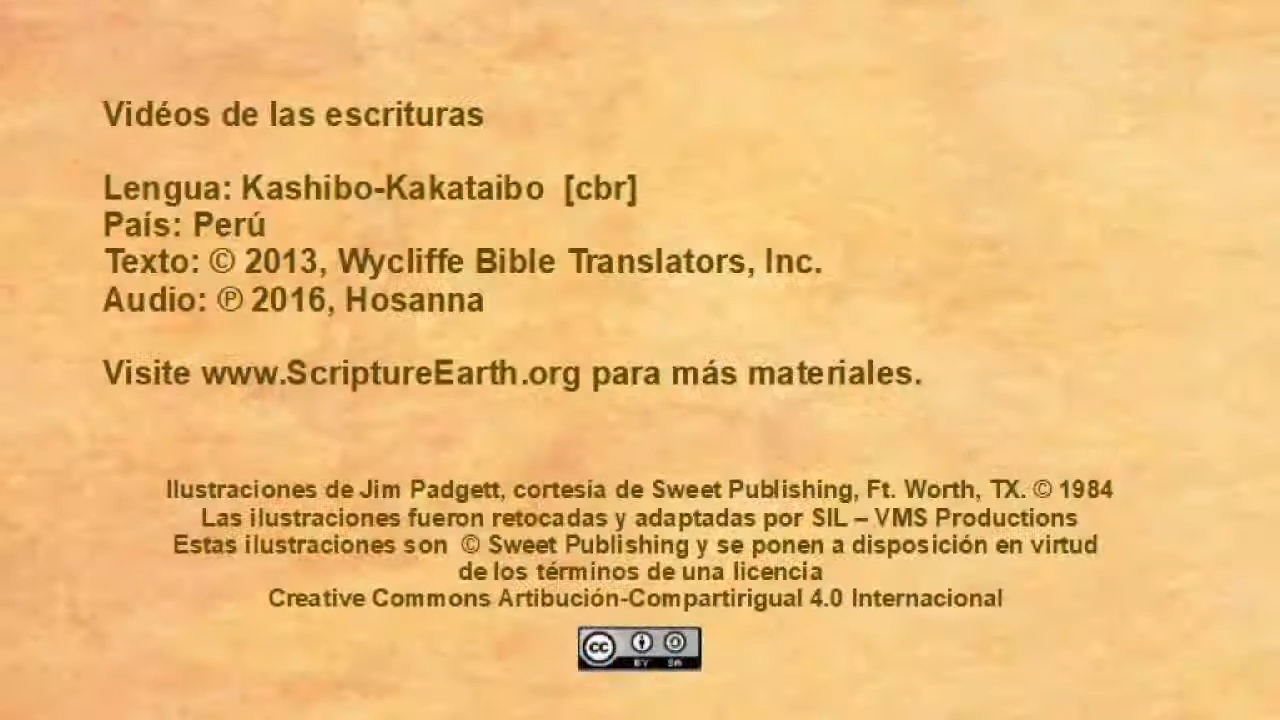 Vidéos de las escrituras
Lengua: Kashibo-Kakataibo [cbr]
País: Perú
Texto: © 2013, Wycliffe Bible Translators, Inc.
Audio: ℗ 2016, Hosanna
Visite www.ScriptureEarth.org para más materiales.
Ilustraciones de Jim Padgett, cortesía de Sweet Publishing, Ft. Worth, TX. © 1984
Las ilustraciones fueron retocadas y adaptadas por SIL – VMS Productions
Estas ilustraciones son © Sweet Publishing y se ponen a disposición en virtud
de los términos de una licencia
Creative Commons Artibución-Compartirigual 4.0 Internacional
cc BY SA